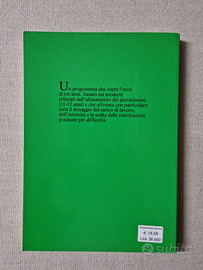 Un programma che copre l'arco
di tre anni, basato sui moderni
principi dell'allenamento dei giovanissimi
(11-13 anni) e che affronta con particolare
cura il dosaggio del carico di lavoro,
dell'intensità e la scelta delle esercitazioni
graduate per difficoltà.
€ 18,59
Lire 36.000
subito